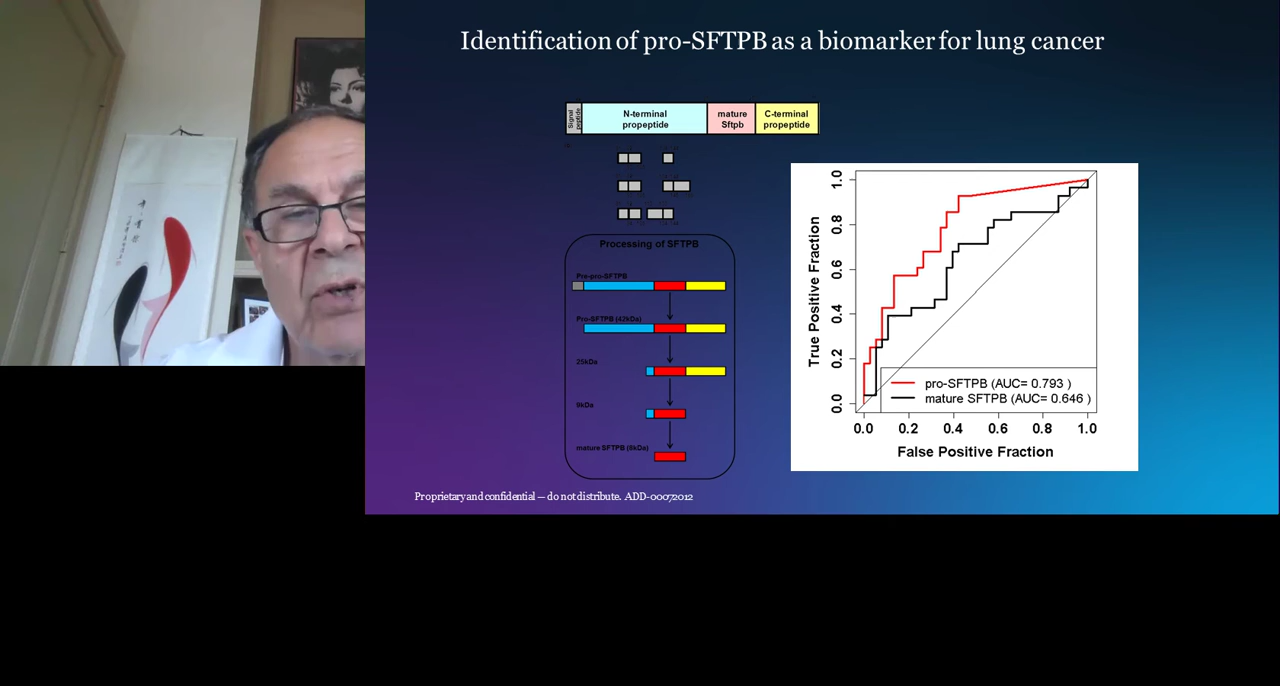 Identification of pro-SFTPB as a biomarker for lung cancer
Signal
peptide
N-terminal
propeptide
mature
Sftpb
C-terminal
propeptide
Processing of SFTPB
Pre-pro-SFTPB
Pro-SFTPB (42kDa)
25kDa
9kDa
mature SFTPB (8kDa)
True Positive Fraction
1.0
0.8
0.6
0.4
0.2
0.0
pro-SFTPB (AUC= 0.793 )
mature SFTPB (AUC= 0.646 )
0.0 0.2 0.4 0.6 0.8 1.0
False Positive Fraction
Proprietary and confidential — do not distribute. ADD-00072012